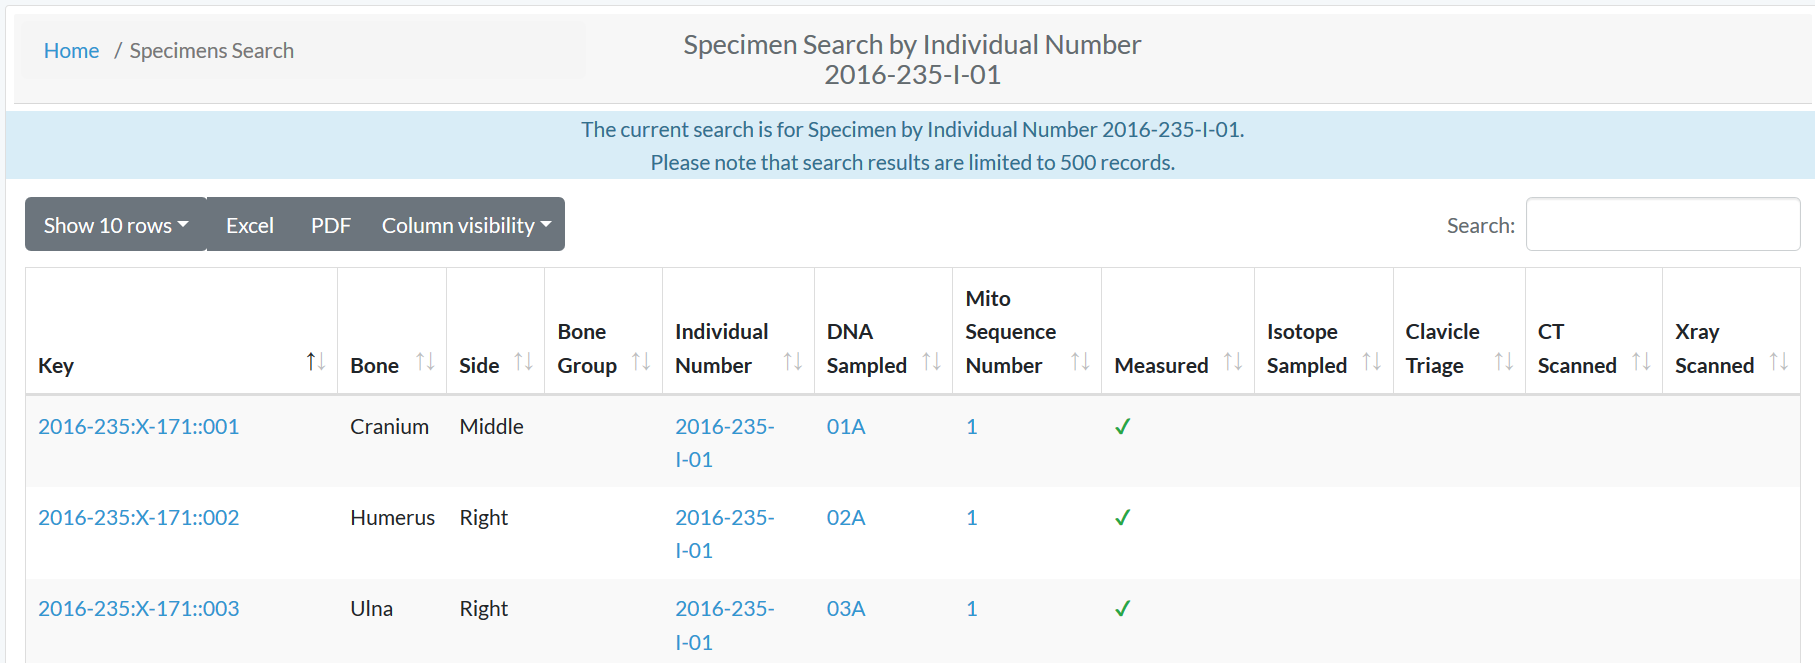 Home / Specimens Search
Specimen Search by Individual Number
2016-235-I-01
The current search is for Specimen by Individual Number 2016-235-I-01.
Please note that search results are limited to 500 records.
Show 10 rows Excel PDF Column visibility Search:
Key Bone Side Bone Group Individual Number DNA Sampled Mito Sequence Number Measured Isotope Sampled Clavicle Triage CT Scanned Xray Scanned
2016-235:X-171::001 Cranium Middle 2016-235-I-01 01A 1 ✓
2016-235:X-171::002 Humerus Right 2016-235-I-01 02A 1 ✓
2016-235:X-171::003 Ulna Right 2016-235-I-01 03A 1 ✓